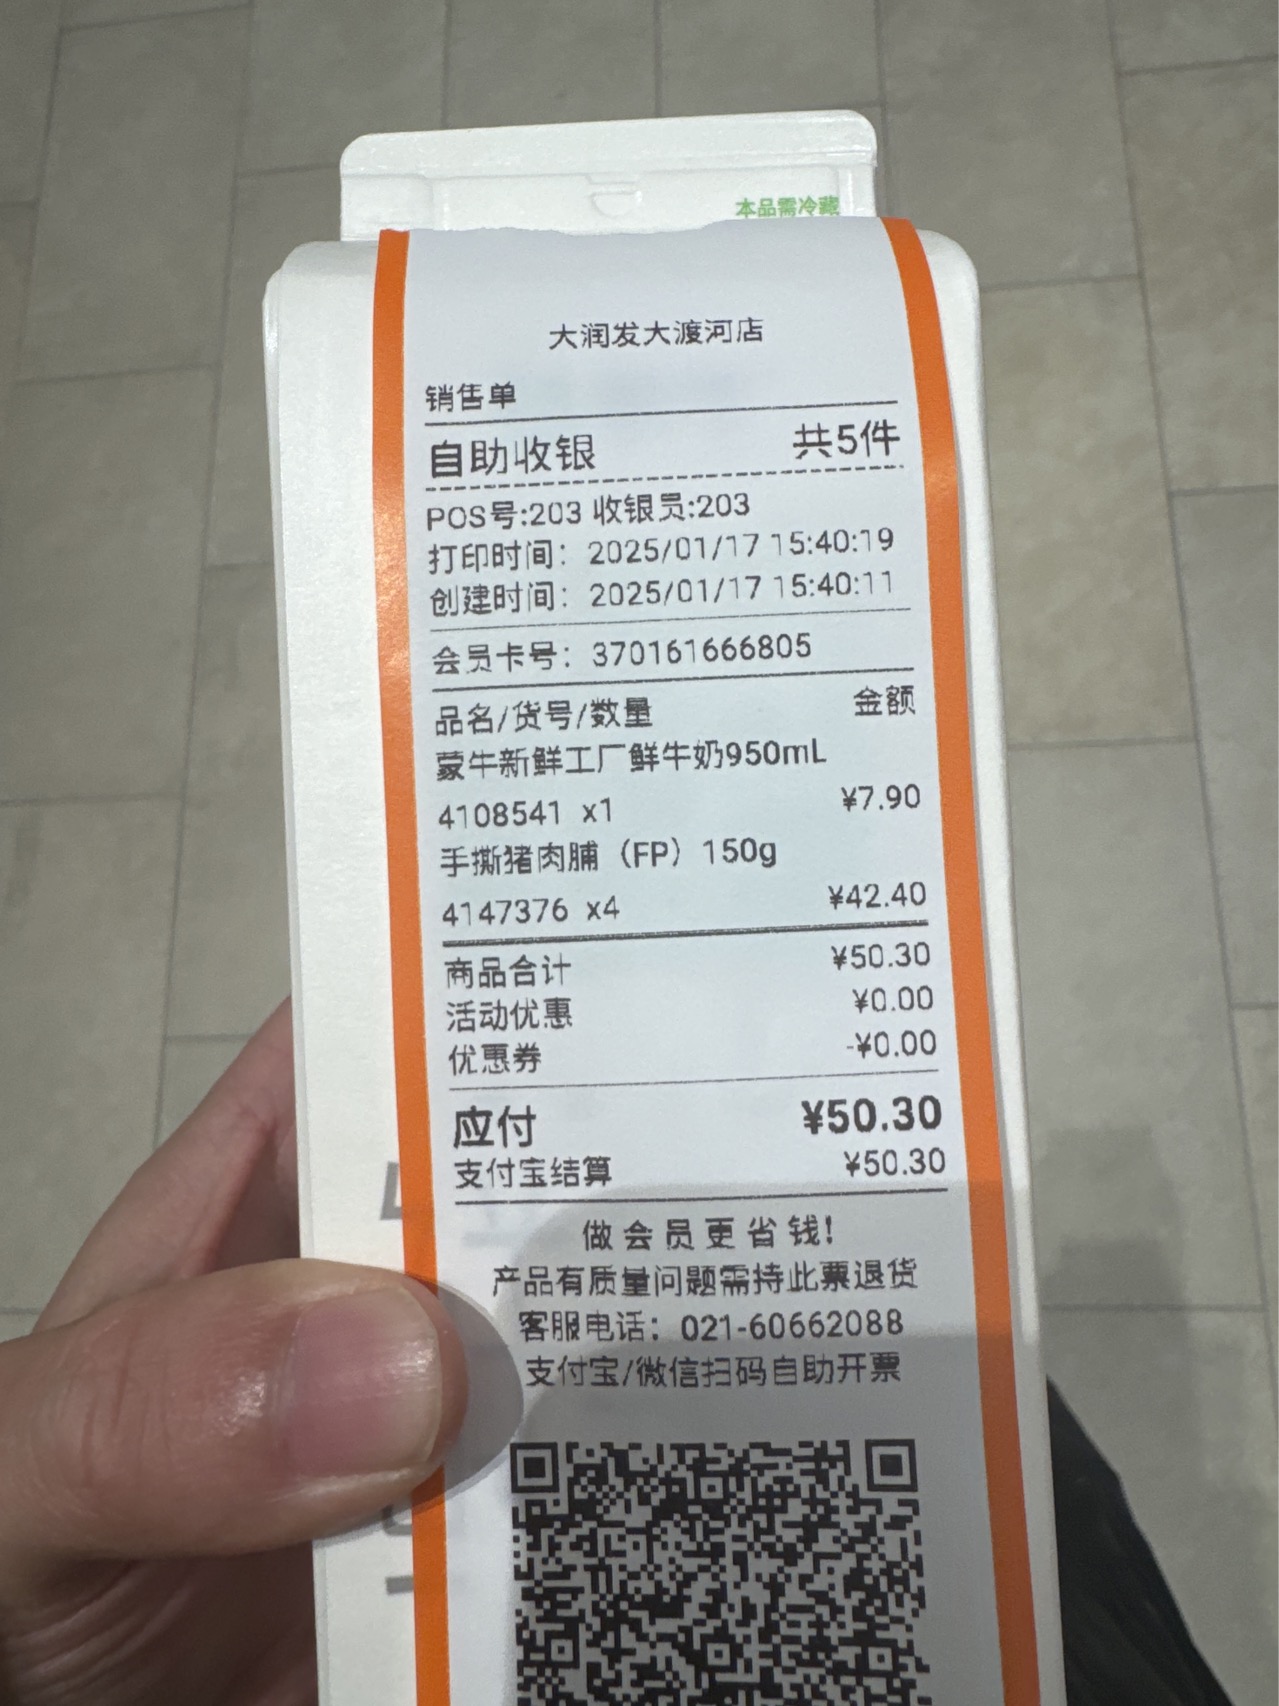 本品需冷藏
大润发大渡河店
销售单
自助收银 共5件
POS号:203 收银员:203
打印时间：2025/01/17 15:40:19
创建时间：2025/01/17 15:40:11
会员卡号：370161666805
品名/货号/数量 金额
蒙牛新鲜工厂鲜牛奶950mL
4108541 x1 ¥7.90
手撕猪肉脯（FP）150g
4147376 x4 ¥42.40
商品合计 ¥50.30
活动优惠 ¥0.00
优惠券 -¥0.00
应付 ¥50.30
支付宝结算 ¥50.30
做会员更省钱!
产品有质量问题需持此票退货
客服电话：021-60662088
支付宝/微信扫码自助开票